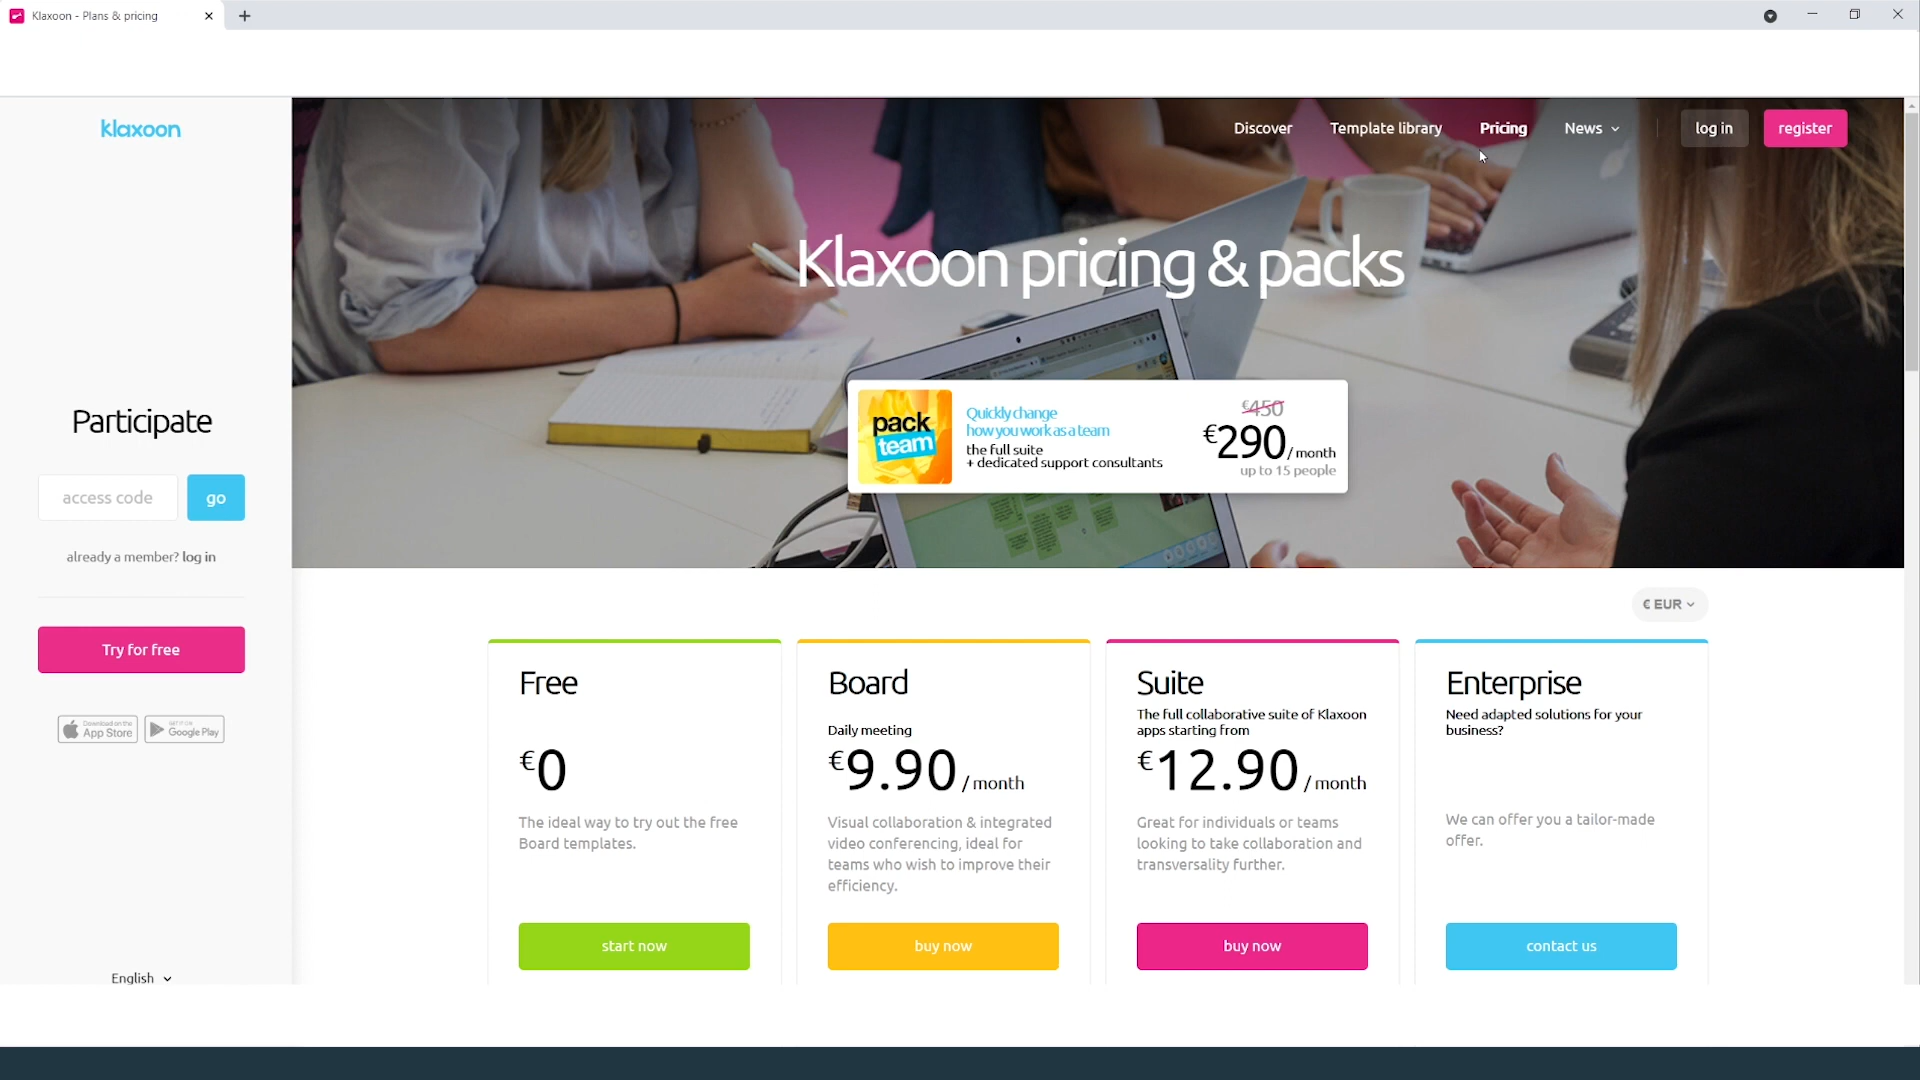 Klaxoon - Plans & pricing
klaxoon
Discover
Template library
Pricing
News
log in
register
Klaxoon pricing & packs
pack
team
Quickly change
how you work as a team
the full suite
+ dedicated support consultants
€450
€290/ month
up to 15 people
Participate
access code
go
already a member? log in
Try for free
Download on the
App Store
GET IT ON
Google Play
English
€ EUR
Free
€0
The ideal way to try out the free
Board templates.
start now
Board
Daily meeting
€9.90/ month
Visual collaboration & integrated
video conferencing, ideal for
teams who wish to improve their
efficiency.
buy now
Suite
The full collaborative suite of Klaxoon
apps starting from
€12.90/ month
Great for individuals or teams
looking to take collaboration and
transversality further.
buy now
Enterprise
Need adapted solutions for your
business?
We can offer you a tailor-made
offer.
contact us